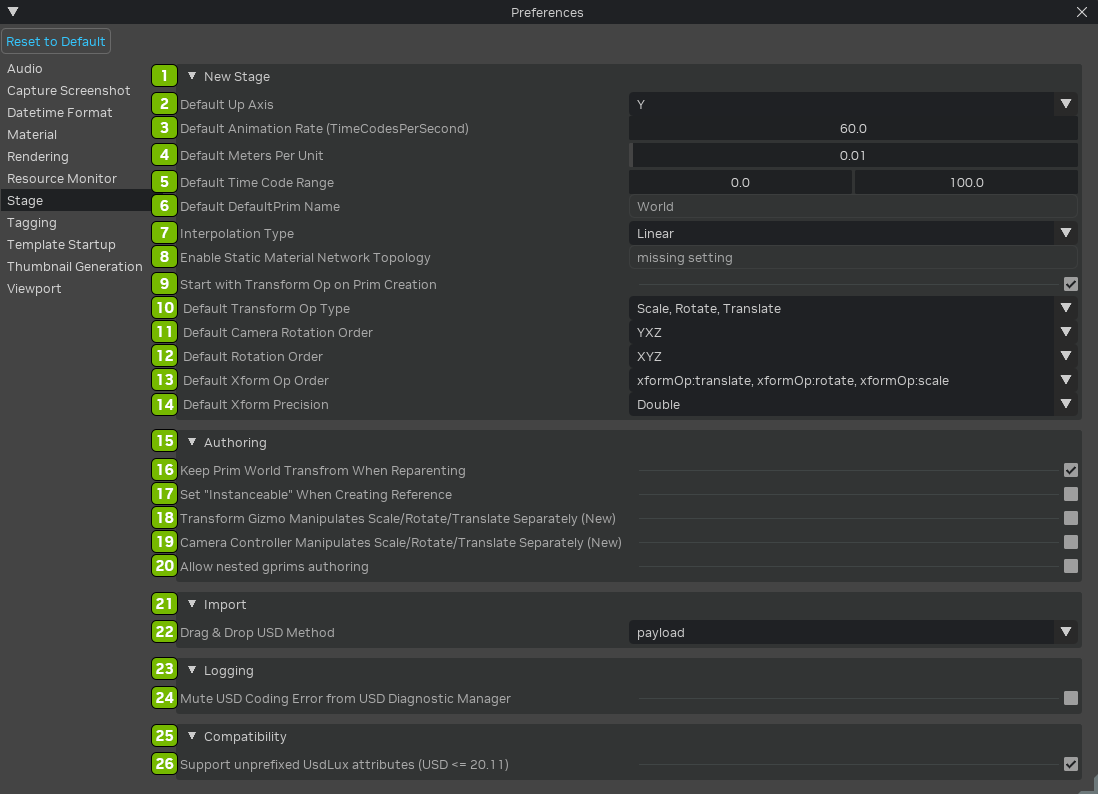 Preferences
Reset to Default
Audio
Capture Screenshot
Datetime Format
Material
Rendering
Resource Monitor
Stage
Tagging
Template Startup
Thumbnail Generation
Viewport
1 New Stage
2 Default Up Axis Y
3 Default Animation Rate (TimeCodesPerSecond) 60.0
4 Default Meters Per Unit 0.01
5 Default Time Code Range 0.0 100.0
6 Default DefaultPrim Name World
7 Interpolation Type Linear
8 Enable Static Material Network Topology missing setting
9 Start with Transform Op on Prim Creation
10 Default Transform Op Type Scale, Rotate, Translate
11 Default Camera Rotation Order YXZ
12 Default Rotation Order XYZ
13 Default Xform Op Order xformOp:translate, xformOp:rotate, xformOp:scale
14 Default Xform Precision Double
15 Authoring
16 Keep Prim World Transfrom When Reparenting
17 Set "Instanceable" When Creating Reference
18 Transform Gizmo Manipulates Scale/Rotate/Translate Separately (New)
19 Camera Controller Manipulates Scale/Rotate/Translate Separately (New)
20 Allow nested gprims authoring
21 Import
22 Drag & Drop USD Method payload
23 Logging
24 Mute USD Coding Error from USD Diagnostic Manager
25 Compatibility
26 Support unprefixed UsdLux attributes (USD <= 20.11)